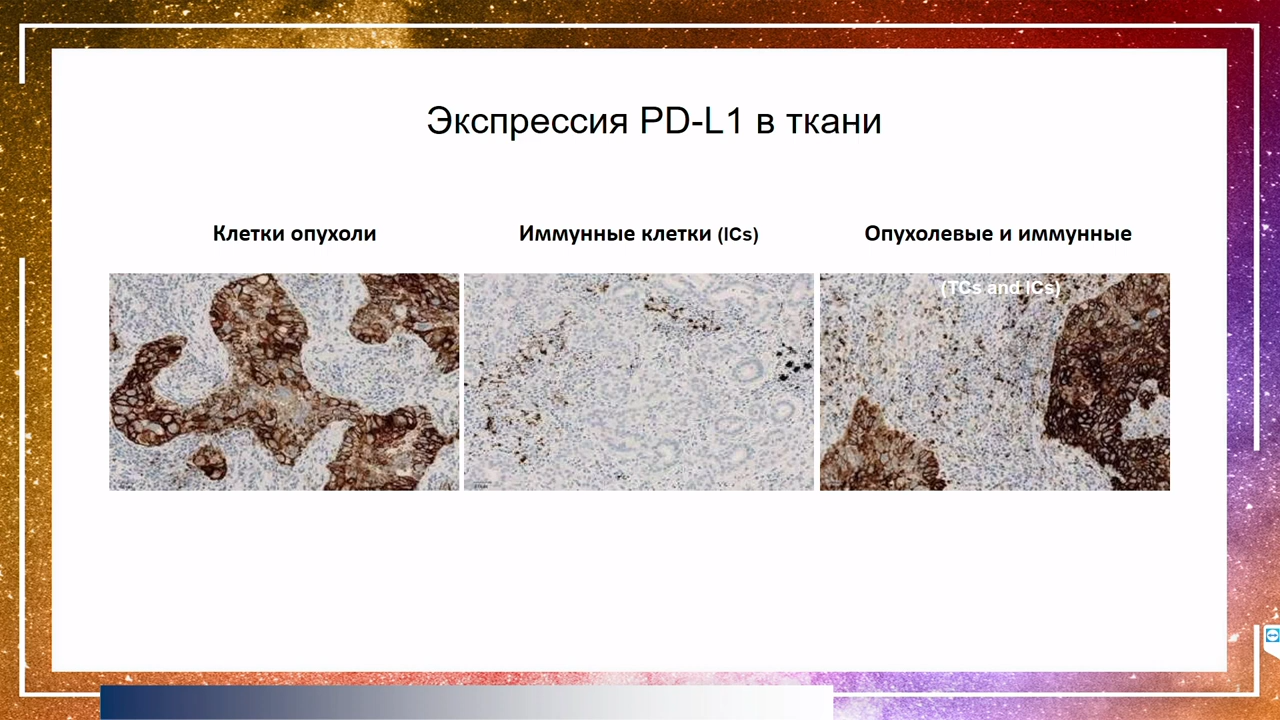 Экспрессия PD-L1 в ткани
Клетки опухоли
Иммунные клетки (ICs)
Опухолевые и иммунные
(TCs and ICs)